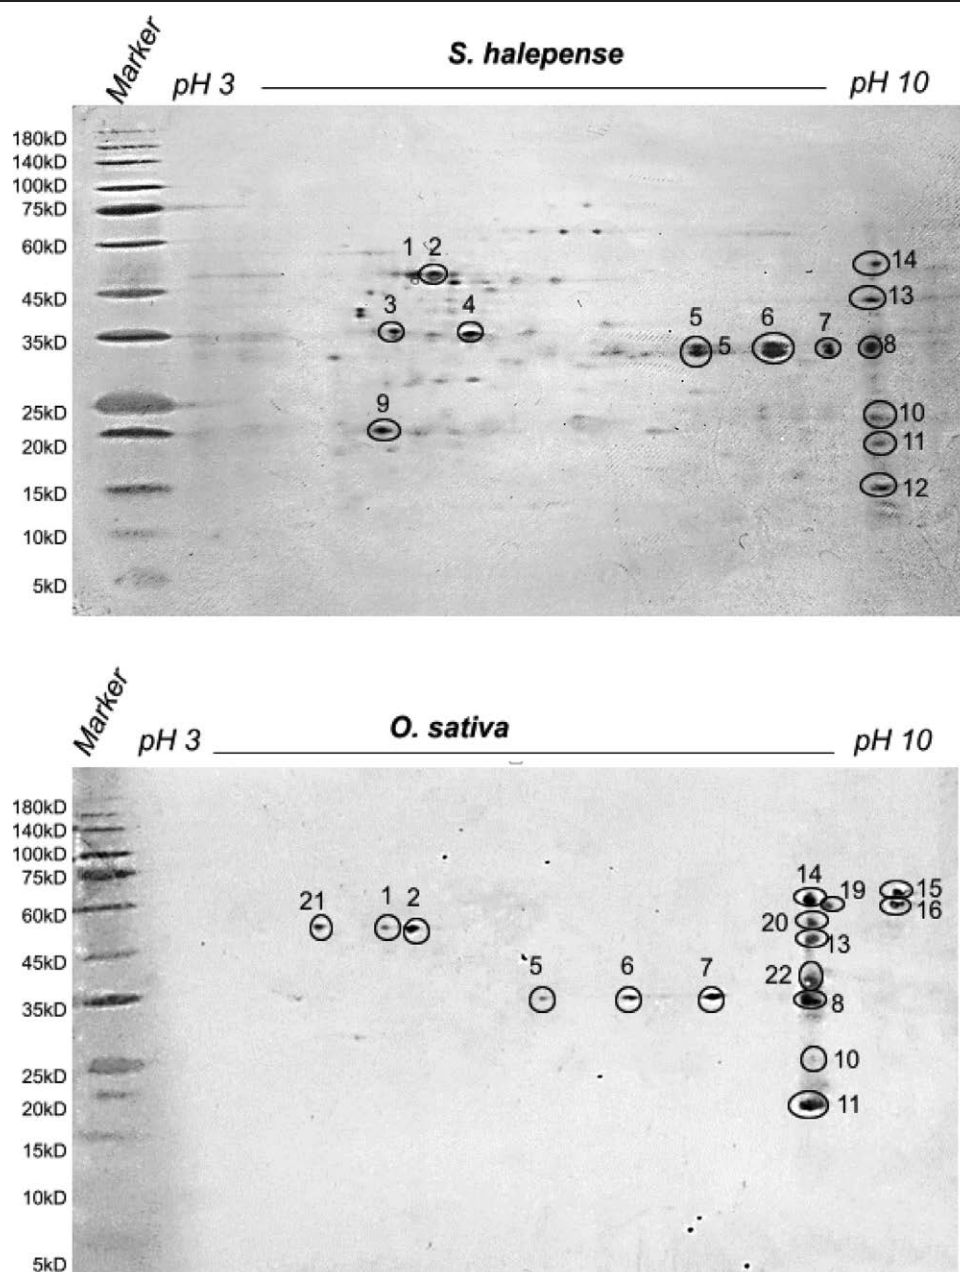 Marker
S. halepense
pH 3
pH 10
180kD
140kD
100kD
75kD
60kD
45kD
35kD
25kD
20kD
15kD
10kD
5kD
1 2
3
4
5
5
6
7
8
9
14
13
10
11
12
Marker
O. sativa
pH 3
pH 10
180kD
140kD
100kD
75kD
60kD
45kD
35kD
25kD
20kD
15kD
10kD
5kD
21
1 2
5
6
7
14
19
15
16
20
13
22
8
10
11